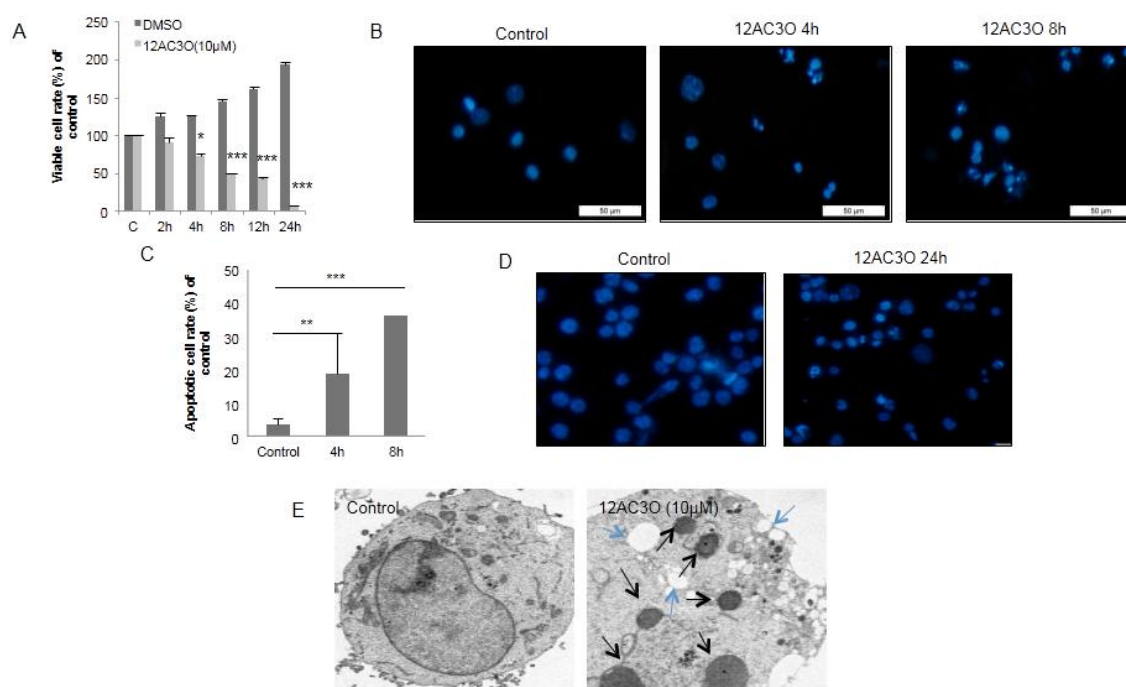 A
250
200
150
100
50
0
Viable cell rate (%) of
control
DMSO
12AC3O(10µM)
*
***
***
***
C 2h 4h 8h 12h 24h
B
Control
12AC3O 4h
12AC3O 8h
50 µm
50 µm
50 µm
C
50
40
30
20
10
0
Apoptotic cell rate (%) of
control
***
**
Control 4h 8h
D
Control
12AC3O 24h
E
Control
12AC3O (10µM)